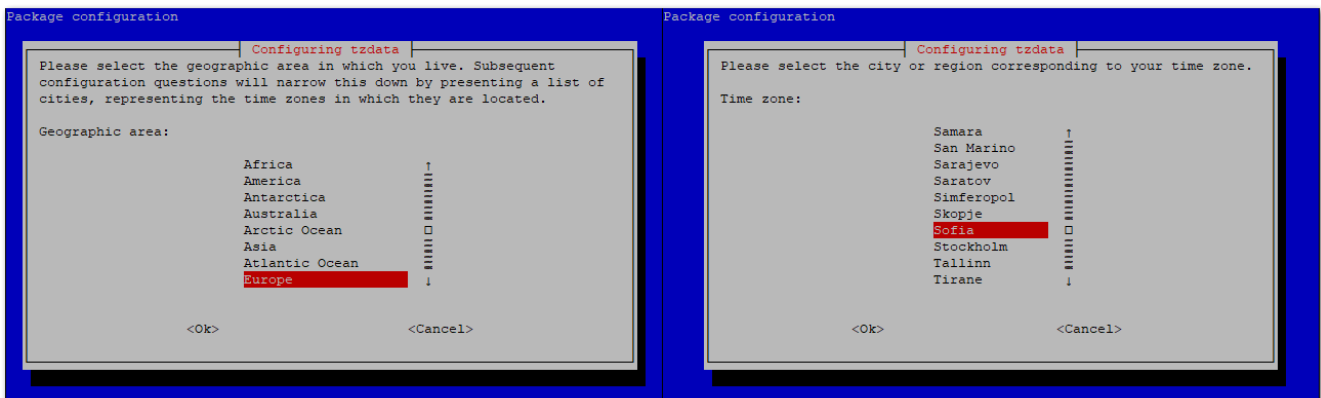 Package configuration
Configuring tzdata
Please select the geographic area in which you live. Subsequent
configuration questions will narrow this down by presenting a list of
cities, representing the time zones in which they are located.
Geographic area:
Africa
America
Antarctica
Australia
Arctic Ocean
Asia
Atlantic Ocean
Europe
<Ok> <Cancel>
Package configuration
Configuring tzdata
Please select the city or region corresponding to your time zone.
Time zone:
Samara
San Marino
Sarajevo
Saratov
Simferopol
Skopje
Sofia
Stockholm
Tallinn
Tirane
<Ok> <Cancel>